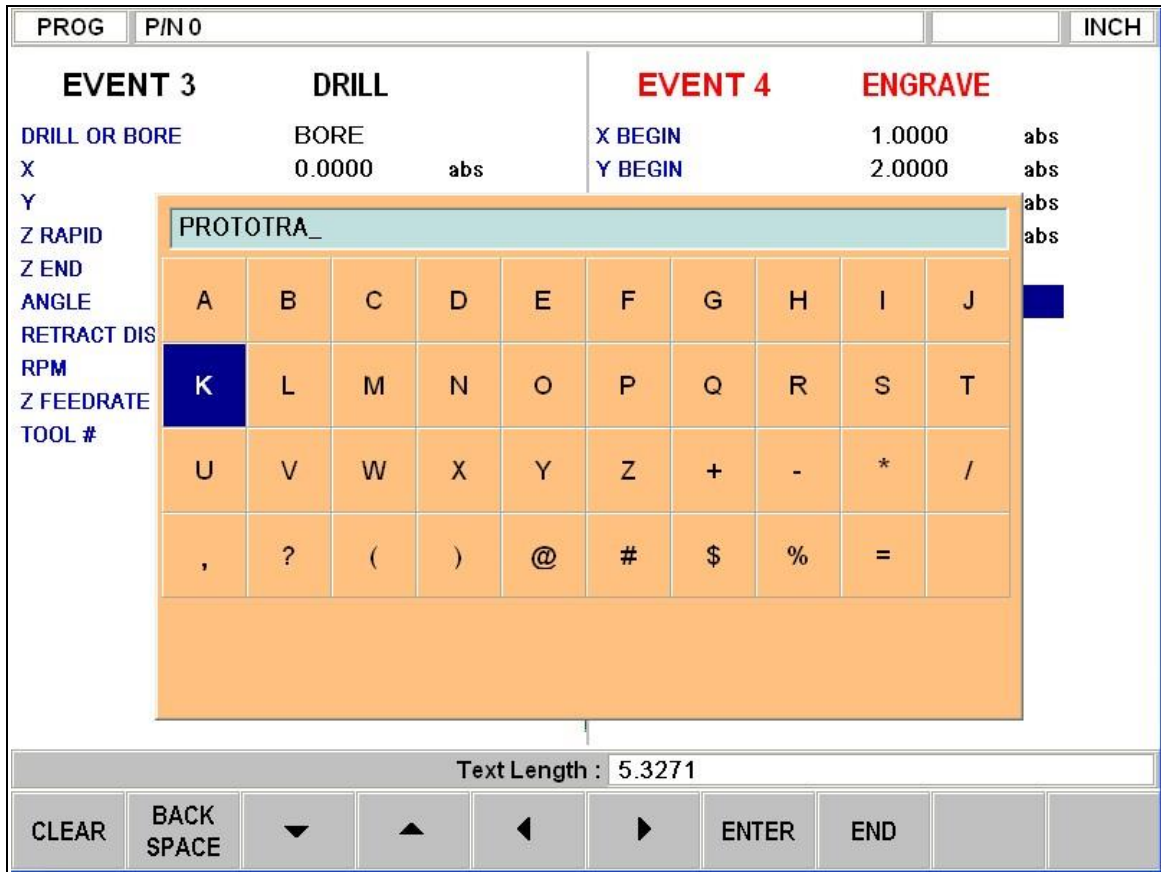 PROG P/N 0 INCH
EVENT 3 DRILL EVENT 4 ENGRAVE
DRILL OR BORE BORE X BEGIN 1.0000 abs
X 0.0000 abs Y BEGIN 2.0000 abs
Y abs
Z RAPID abs
Z END
ANGLE
RETRACT DIS
RPM
Z FEEDRATE
TOOL #
PROTOTRA_
A B C D E F G H I J
K L M N O P Q R S T
U V W X Y Z + - * /
, ? ( ) @ # $ % =
Text Length : 5.3271
CLEAR BACK SPACE ENTER END